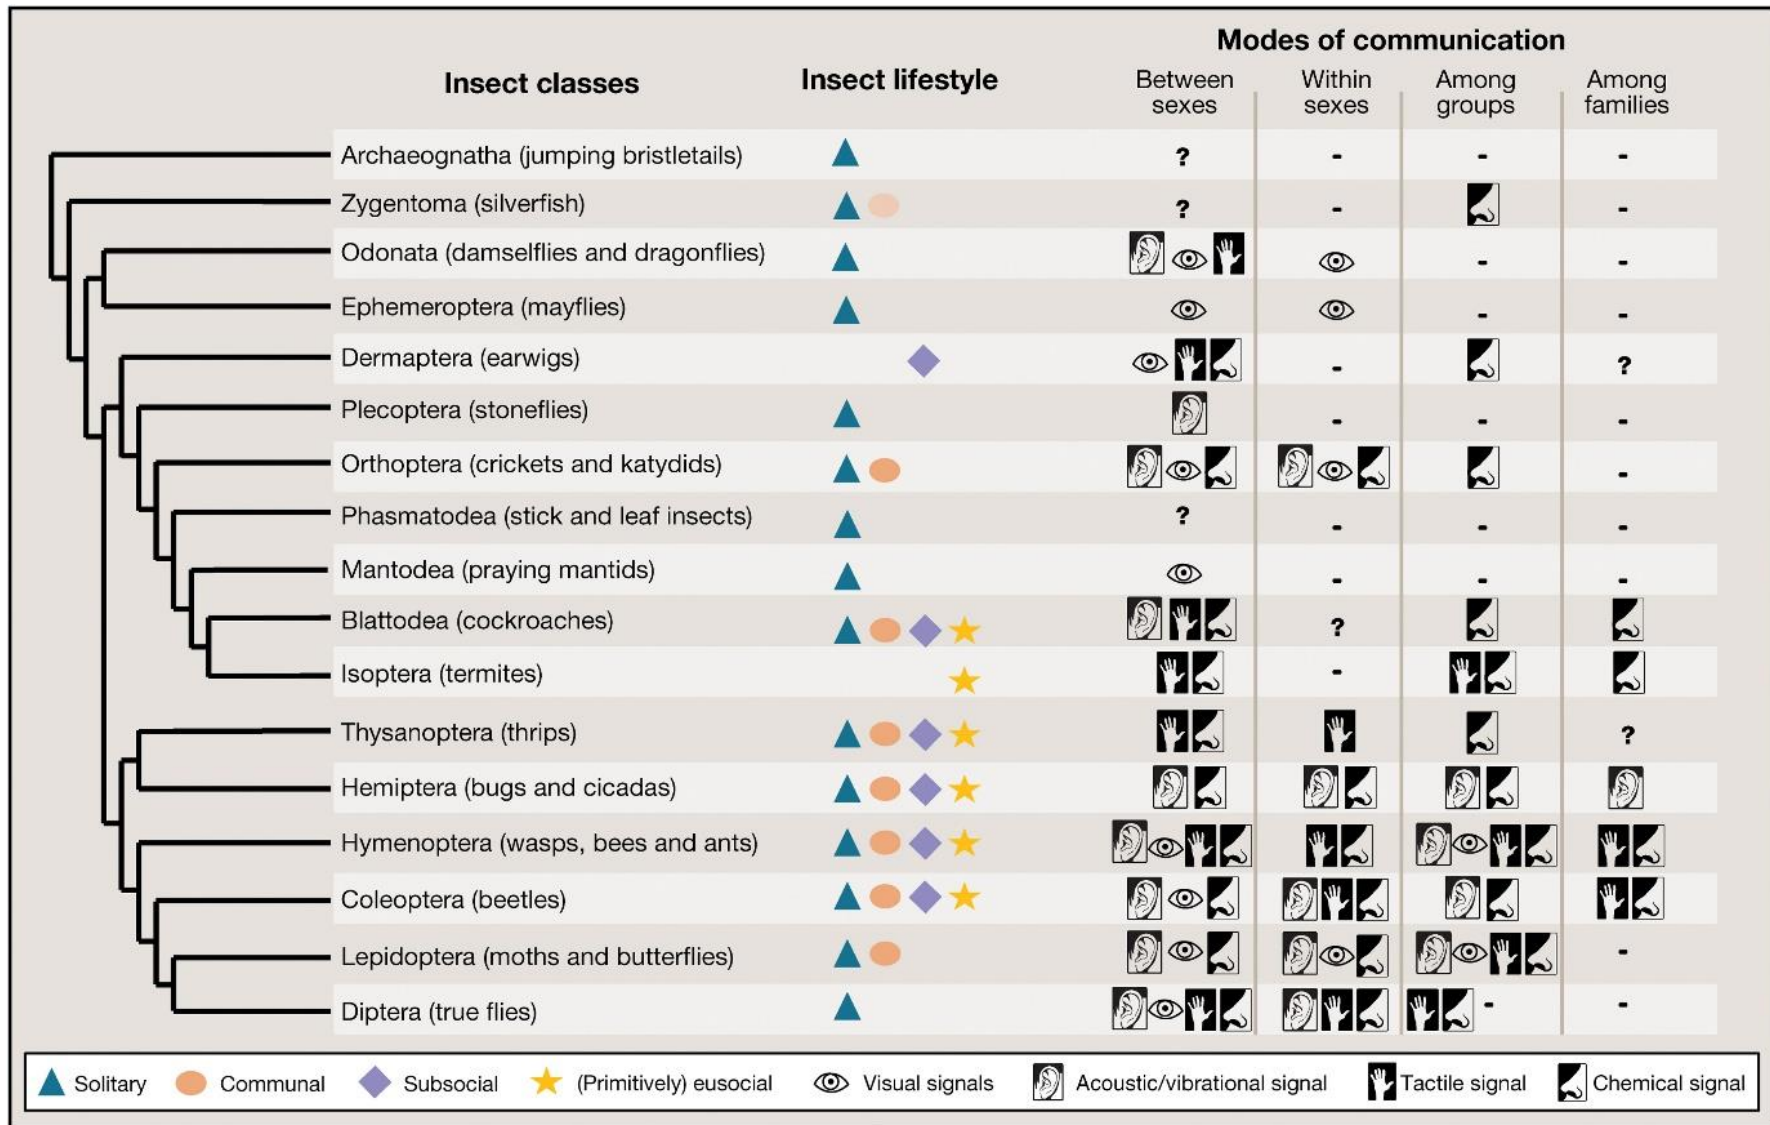 Modes of communication
Insect classes
Insect lifestyle
Between sexes
Within sexes
Among groups
Among families
Archaeognatha (jumping bristletails) ? - - -
Zygentoma (silverfish) ? - -
Odonata (damselflies and dragonflies) - -
Ephemeroptera (mayflies) - -
Dermaptera (earwigs) - ?
Plecoptera (stoneflies) - - -
Orthoptera (crickets and katydids) -
Phasmatodea (stick and leaf insects) ? - - -
Mantodea (praying mantids) - - -
Blattodea (cockroaches) ?
Isoptera (termites) -
Thysanoptera (thrips) ?
Hemiptera (bugs and cicadas)
Hymenoptera (wasps, bees and ants)
Coleoptera (beetles)
Lepidoptera (moths and butterflies) -
Diptera (true flies) - -
Solitary Communal Subsocial (Primitively) eusocial Visual signals Acoustic/vibrational signal Tactile signal Chemical signal